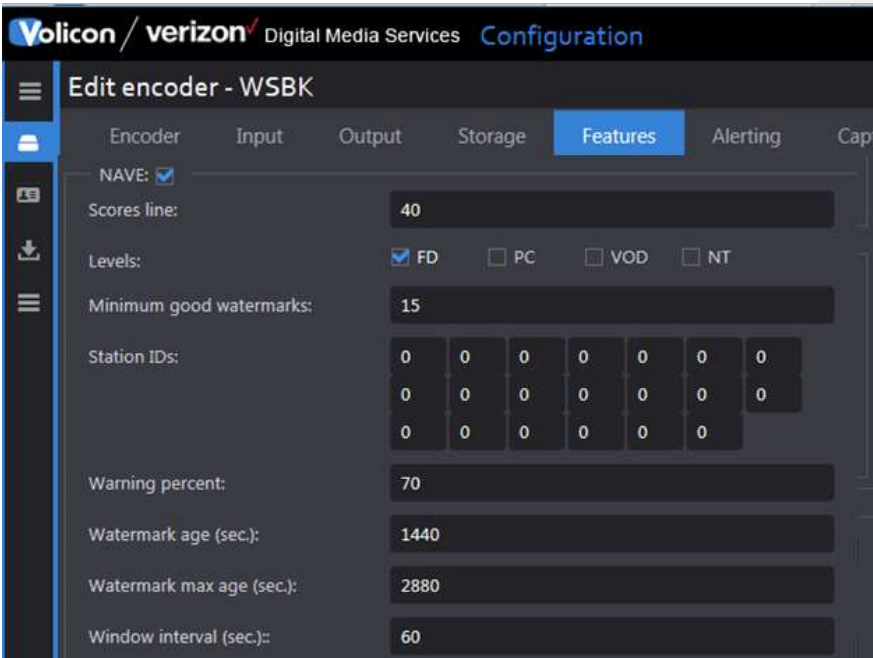 Volicon / verizon✓ Digital Media Services Configuration
Edit encoder - WSBK
Encoder Input Output Storage Features Alerting Cap
NAVE:
Scores line: 40
Levels: FD PC VOD NT
Minimum good watermarks: 15
Station IDs: 0 0 0 0 0 0 0
0 0 0 0 0 0 0
0 0 0 0 0 0
Warning percent: 70
Watermark age (sec.): 1440
Watermark max age (sec.): 2880
Window interval (sec.):: 60